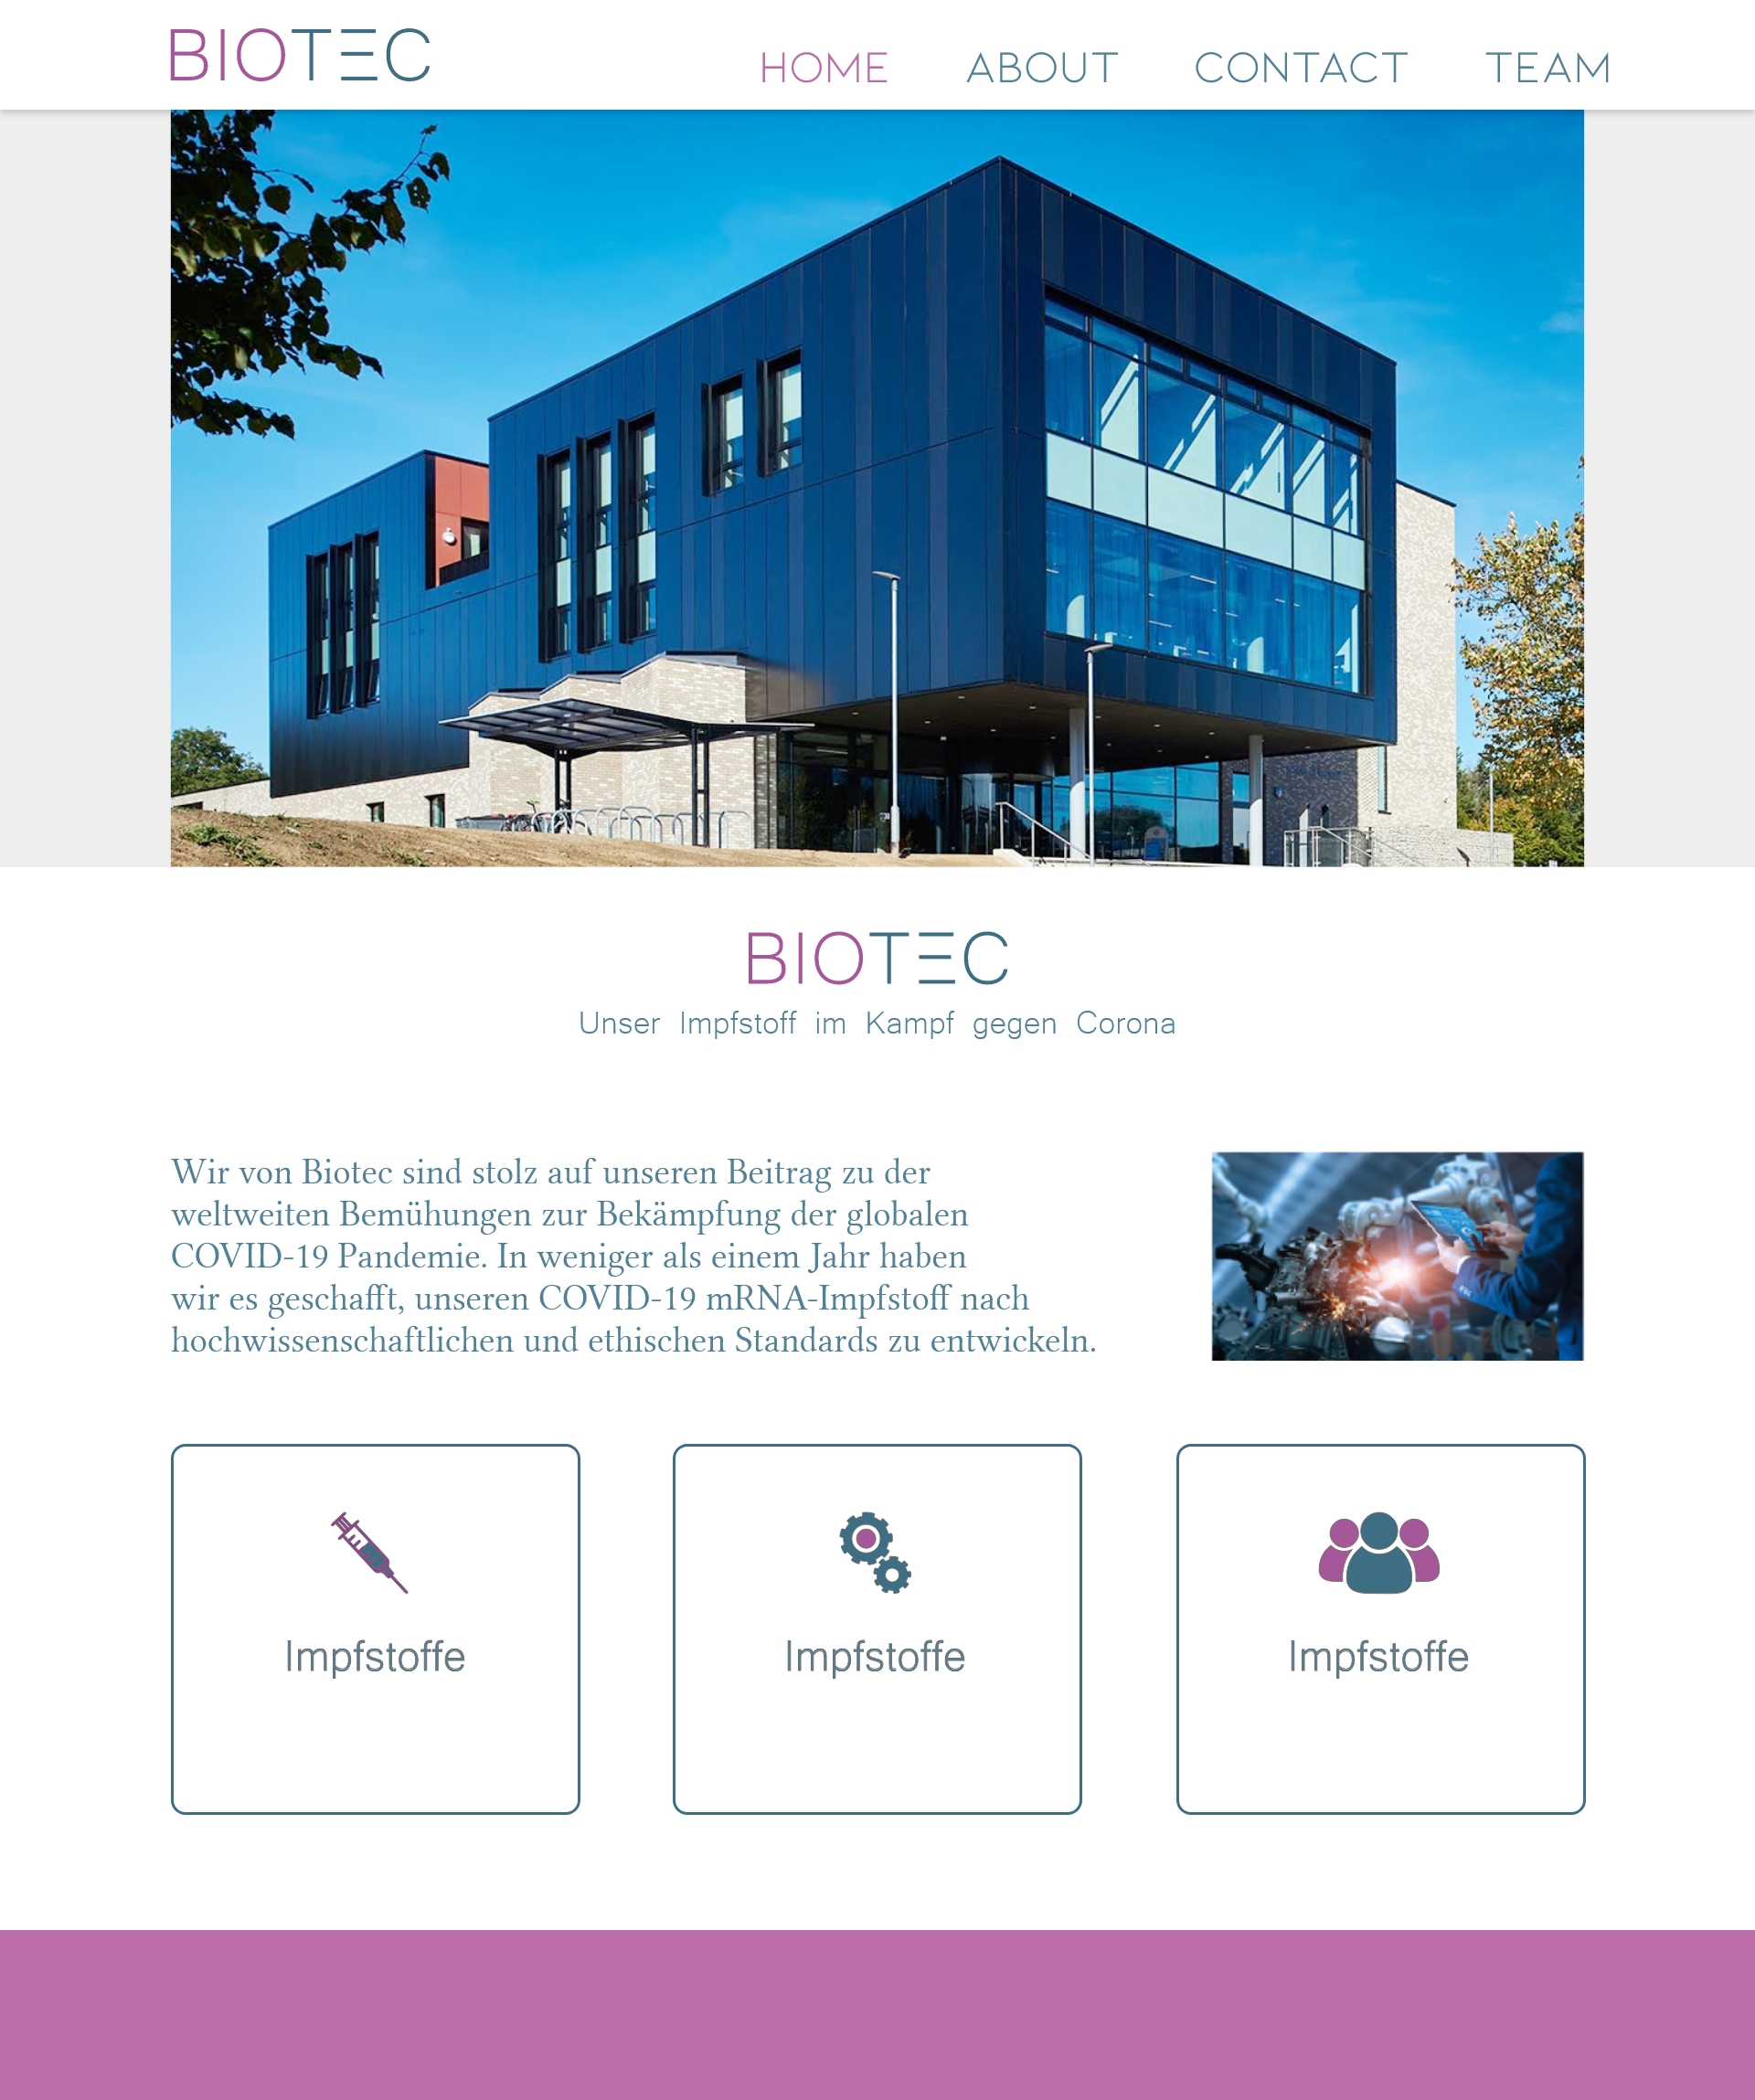 BIOTEC
HOME ABOUT CONTACT TEAM
BIOTEC
Unser Impfstoff im Kampf gegen Corona
Wir von Biotec sind stolz auf unseren Beitrag zu der
weltweiten Bemühungen zur Bekämpfung der globalen
COVID-19 Pandemie. In weniger als einem Jahr haben
wir es geschafft, unseren COVID-19 mRNA-Impfstoff nach
hochwissenschaftlichen und ethischen Standards zu entwickeln.
Impfstoffe
Impfstoffe
Impfstoffe